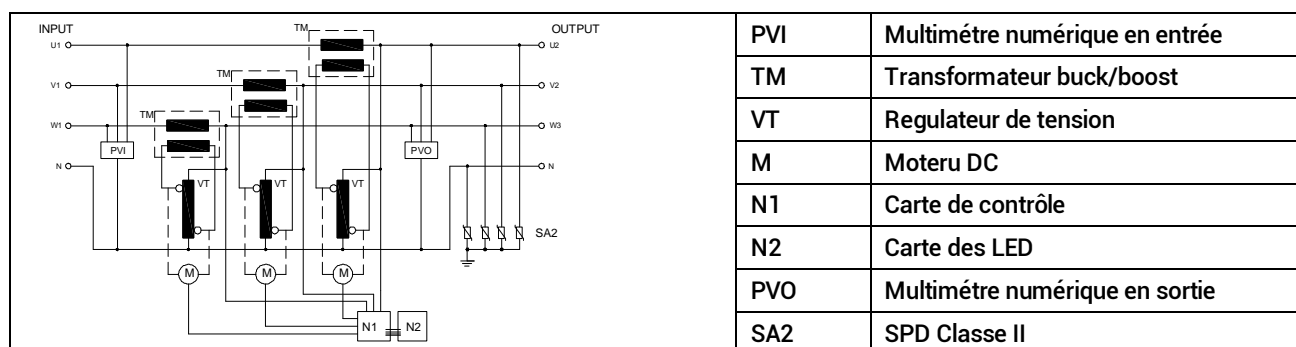 INPUT
OUTPUT
TM
U1
U2
TM
V1
V2
TM
W1
W3
PVI
PVO
N
N
VT
VT
VT
SA2
M
M
M
N1
N2
PVI Multimétre numérique en entrée
TM Transformateur buck/boost
VT Regulateur de tension
M Moteru DC
N1 Carte de contrôle
N2 Carte des LED
PVO Multimétre numérique en sortie
SA2 SPD Classe II